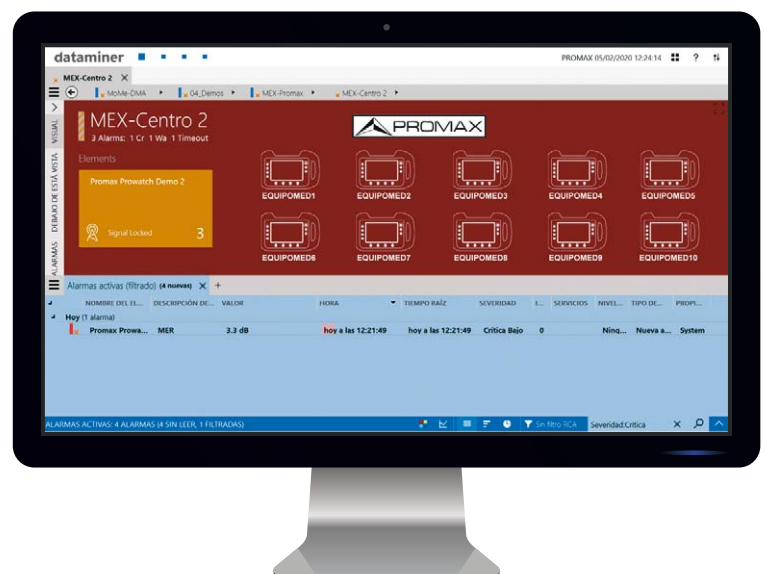 dataminer
PROMAX 05/02/2020 12:24:14
MEX-Centro 2 X
MoMe-DMA 04_Demos MEX-Promax MEX-Centro 2
VISUAL
DEBAJO DE ESTÁ VISTA
ALARMAS
MEX-Centro 2
3 Alarms: 1 Cr 1 Wa 1 Timeout
PROMAX
Elements
Promax Prowatch Demo 2
Signal Locked 3
EQUIPOMED1 EQUIPOMED2 EQUIPOMED3 EQUIPOMED4 EQUIPOMED5
EQUIPOMED6 EQUIPOMED7 EQUIPOMED8 EQUIPOMED9 EQUIPOMED10
Alarmas activas (filtrado) (4 nuevas) X +
NOMBRE DEL EL... DESCRIPCIÓN DE... VALOR HORA TIEMPO RAÍZ SEVERIDAD I... SERVICIOS NIVEL... TIPO DE... PROPI...
Hoy (1 alarma)
Promax Prowa... MER 3.3 dB hoy a las 12:21:49 hoy a las 12:21:49 Crítica Bajo 0 Ninq... Nueva a... System
ALARMAS ACTIVAS: 4 ALARMAS (4 SIN LEER, 1 FILTRADAS)
Sin filtro RCA Severidad:Crítica X